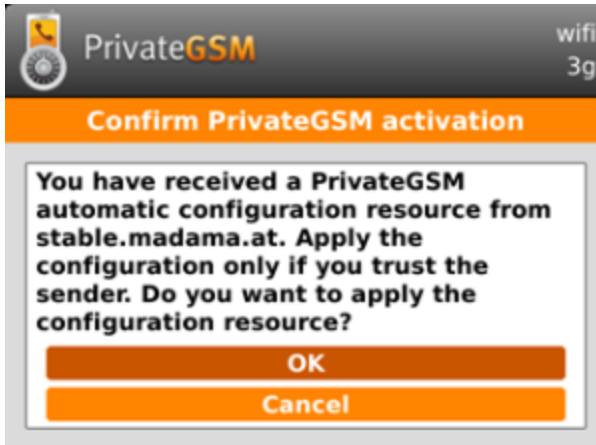 PrivateGSM
wifi
3g
Confirm PrivateGSM activation
You have received a PrivateGSM
automatic configuration resource from
stable.madama.at. Apply the
configuration only if you trust the
sender. Do you want to apply the
configuration resource?
OK
Cancel